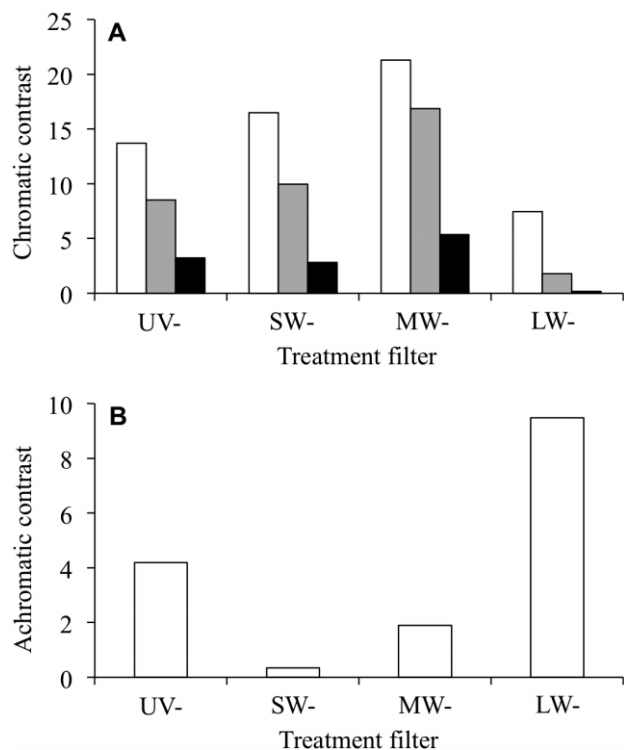 A
25
20
15
10
5
0
Chromatic contrast
UV- SW- MW- LW-
Treatment filter
B
10
8
6
4
2
0
Achromatic contrast
UV- SW- MW- LW-
Treatment filter